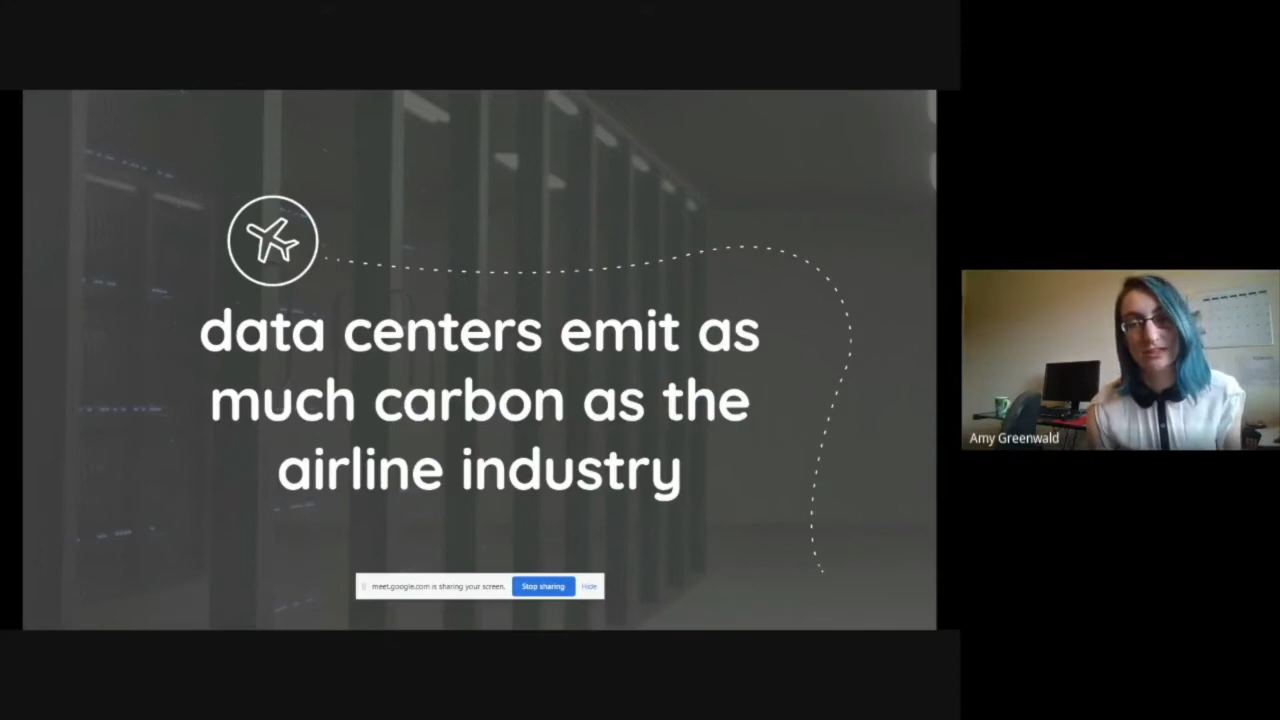 data centers emit as
much carbon as the
airline industry
meet.google.com is sharing your screen. Stop sharing Hide
Amy Greenwald